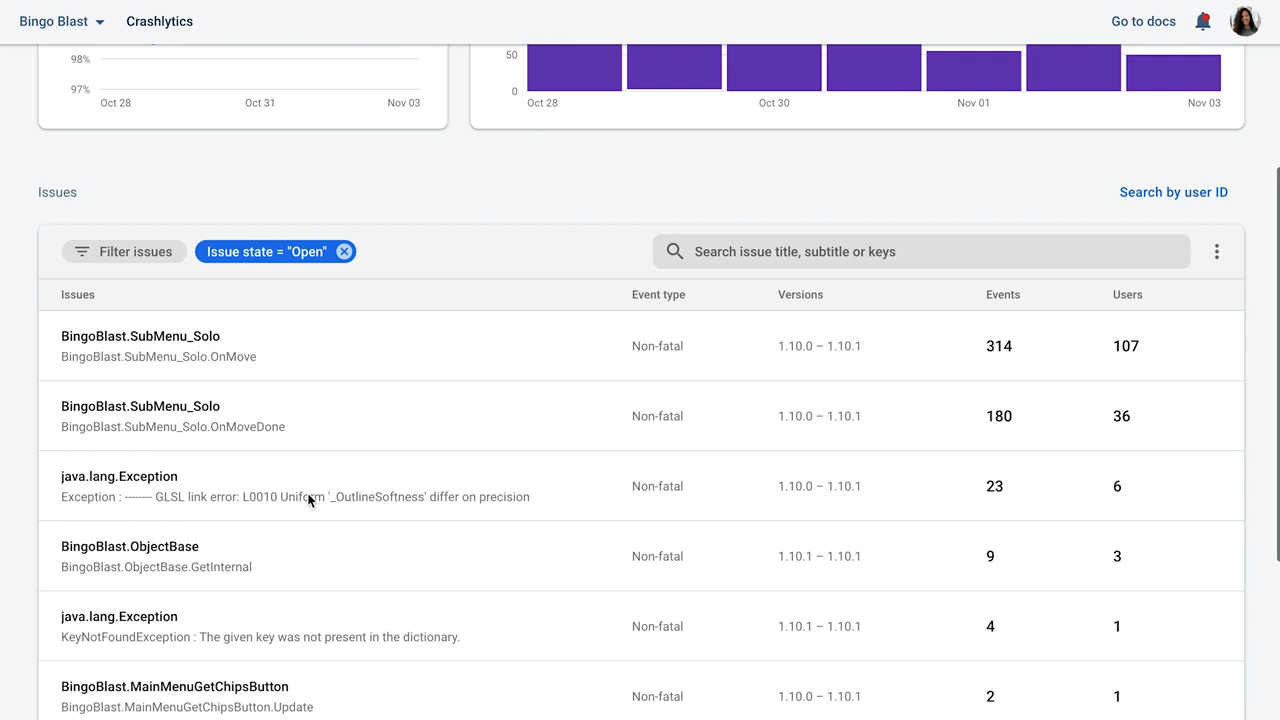 Bingo Blast Crashlytics Go to docs
98%
97%
Oct 28 Oct 31 Nov 03
50
0
Oct 28 Oct 30 Nov 01 Nov 03
Issues Search by user ID
Filter issues Issue state = "Open" Search issue title, subtitle or keys
Issues Event type Versions Events Users
BingoBlast.SubMenu_Solo
BingoBlast.SubMenu_Solo.OnMove
Non-fatal 1.10.0 – 1.10.1 314 107
BingoBlast.SubMenu_Solo
BingoBlast.SubMenu_Solo.OnMoveDone
Non-fatal 1.10.0 – 1.10.1 180 36
java.lang.Exception
Exception : -------- GLSL link error: L0010 Uniform '_OutlineSoftness' differ on precision
Non-fatal 1.10.0 – 1.10.1 23 6
BingoBlast.ObjectBase
BingoBlast.ObjectBase.GetInternal
Non-fatal 1.10.1 – 1.10.1 9 3
java.lang.Exception
KeyNotFoundException : The given key was not present in the dictionary.
Non-fatal 1.10.1 – 1.10.1 4 1
BingoBlast.MainMenuGetChipsButton
BingoBlast.MainMenuGetChipsButton.Update
Non-fatal 1.10.0 – 1.10.1 2 1